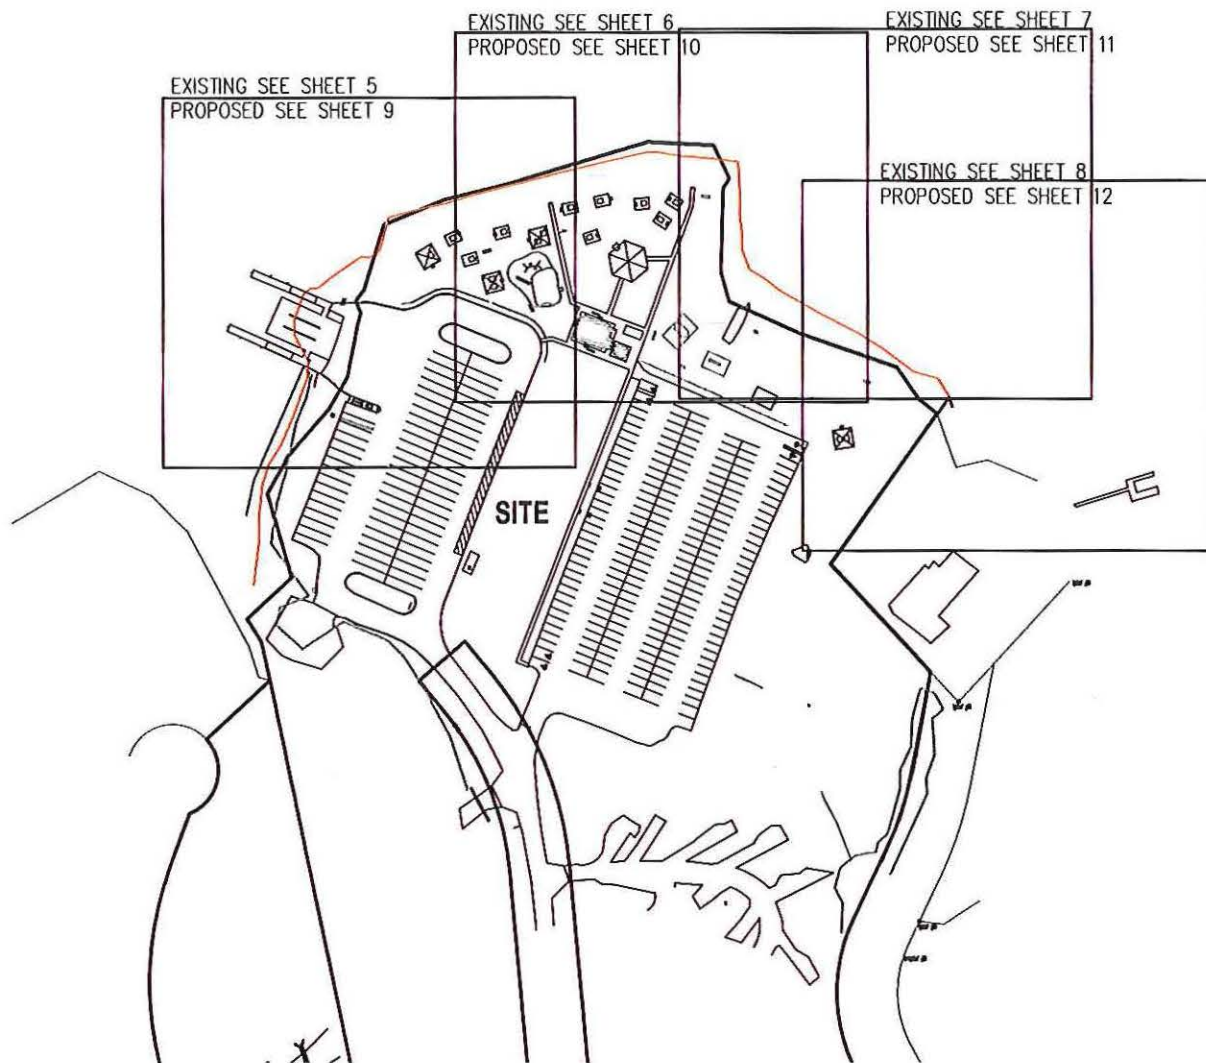 EXISTING SEE SHEET 6
PROPOSED SEE SHEET 10
EXISTING SEE SHEET 7
PROPOSED SEE SHEET 11
EXISTING SEE SHEET 5
PROPOSED SEE SHEET 9
EXISTING SEE SHEET 8
PROPOSED SEE SHEET 12
SITE